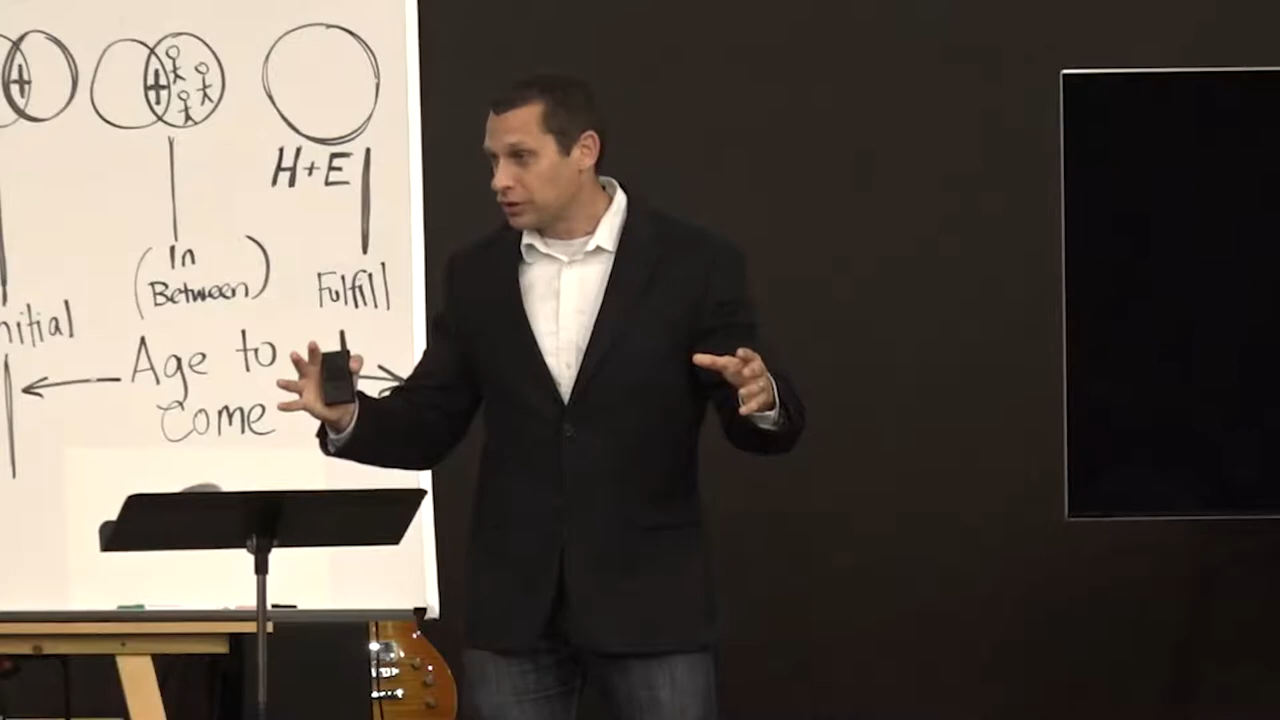 H+E
(In
Between)
Fulfill
nitial
Age to
Come